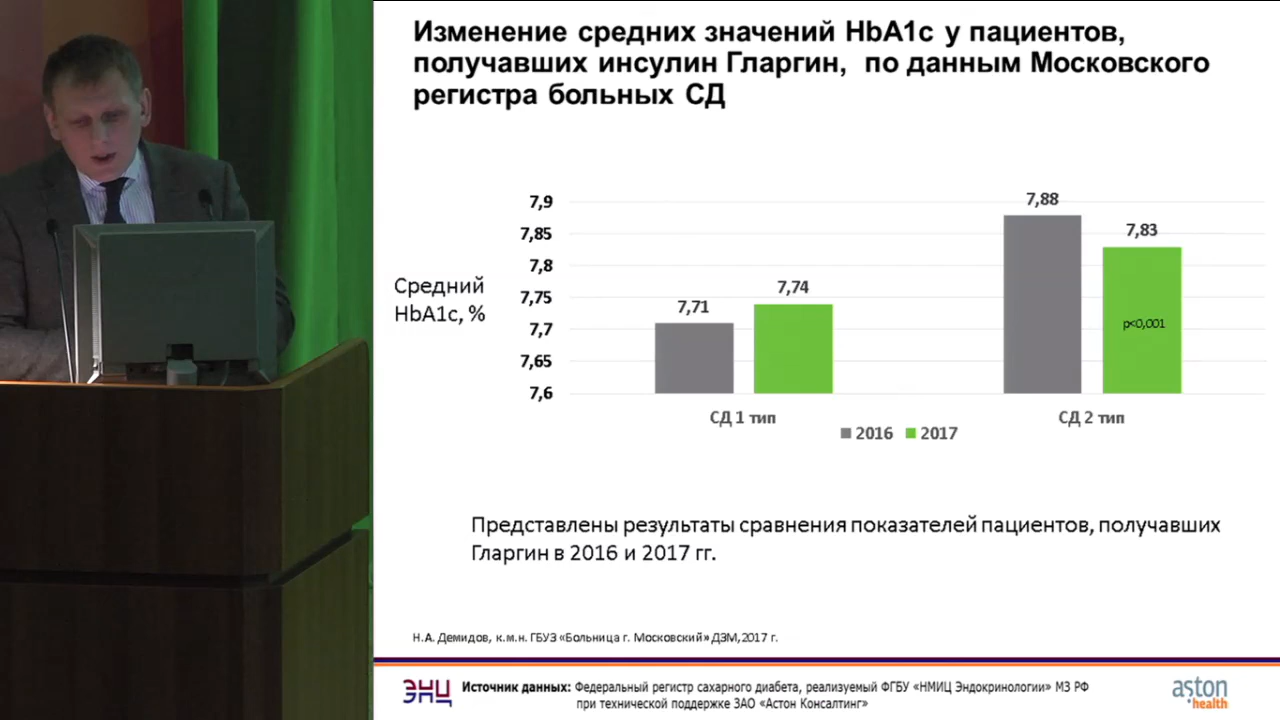 Изменение средних значений HbA1c у пациентов,
получавших инсулин Гларгин, по данным Московского
регистра больных СД
Средний
HbA1c, %
7,9
7,85
7,8
7,75
7,7
7,65
7,6
7,71
7,74
7,88
7,83
p<0,001
СД 1 тип
СД 2 тип
2016
2017
Представлены результаты сравнения показателей пациентов, получавших
Гларгин в 2016 и 2017 гг.
Н.А. Демидов, к.м.н. ГБУЗ «Больница г. Московский» ДЗМ, 2017 г.
ЭНЦ
Источник данных: Федеральный регистр сахарного диабета, реализуемый ФГБУ «НМИЦ Эндокринологии» МЗ РФ
при технической поддержке ЗАО «Астон Консалтинг»
aston
health